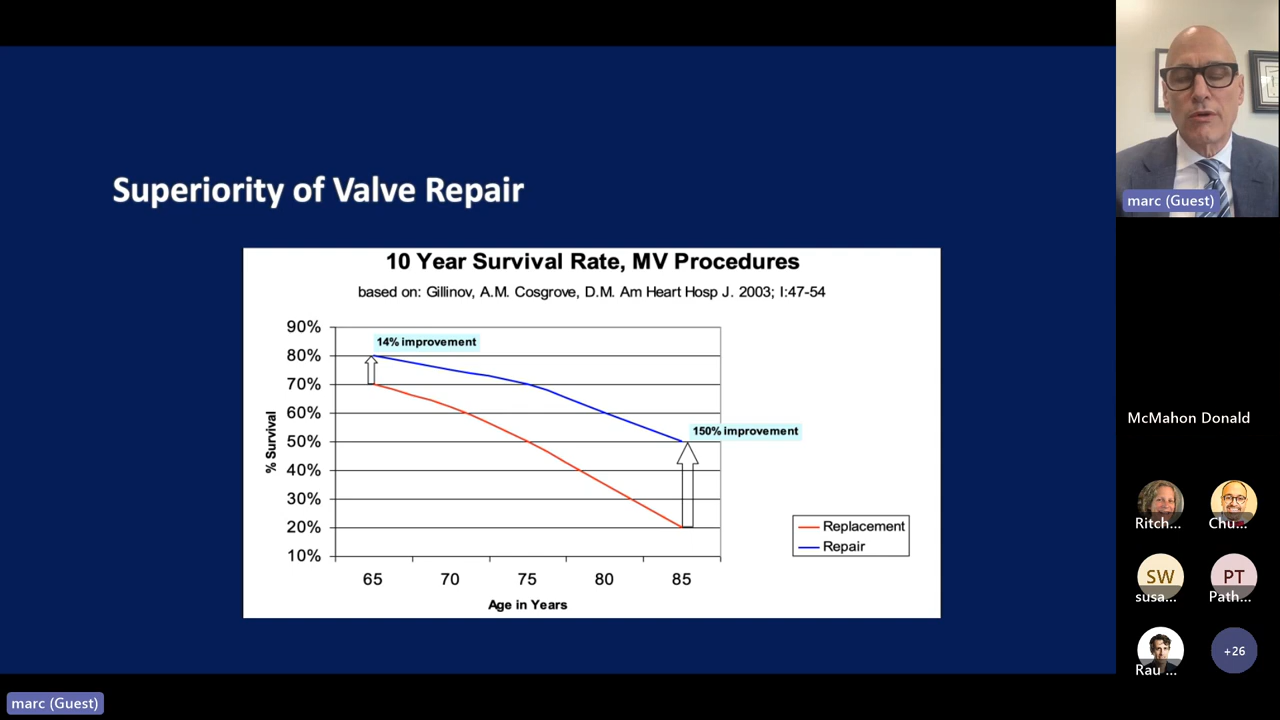 Superiority of Valve Repair
10 Year Survival Rate, MV Procedures
based on: Gillinov, A.M. Cosgrove, D.M. Am Heart Hosp J. 2003; I:47-54
90%
80%
70%
60%
50%
40%
30%
20%
10%
% Survival
14% improvement
150% improvement
Replacement
Repair
65 70 75 80 85
Age in Years
marc (Guest)
McMahon Donald
Ritch... Chu...
SW PT
susa... Path...
+26
Rau ...
marc (Guest)